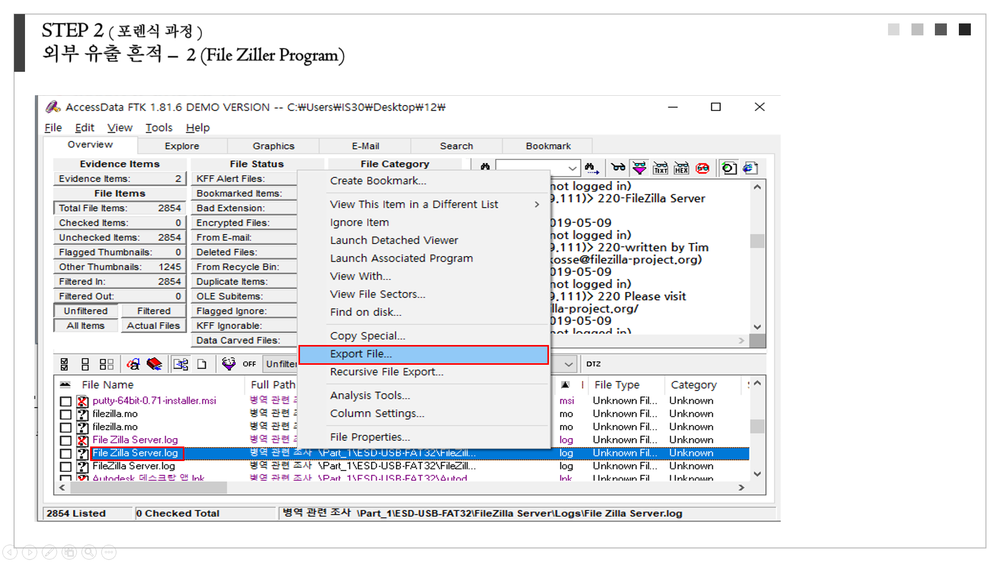 STEP 2 ( 포렌식 과정 )
외부 유출 흔적 – 2 (File Ziller Program)
AccessData FTK 1.81.6 DEMO VERSION -- C:₩Users₩IS30₩Desktop₩12₩
File Edit View Tools Help
Overview Explore Graphics E-Mail Search Bookmark
Evidence Items
Evidence Items: 2
File Items
Total File Items: 2854
Checked Items: 0
Unchecked Items: 2854
Flagged Thumbnails: 0
Other Thumbnails: 1245
Filtered In: 2854
Filtered Out: 0
Unfiltered Filtered
All Items Actual Files
File Status
KFF Alert Files:
Bookmarked Items:
Bad Extension:
Encrypted Files:
From E-mail:
Deleted Files:
From Recycle Bin:
Duplicate Items:
OLE Subitems:
Flagged Ignore:
KFF Ignorable:
Data Carved Files:
File Category
Create Bookmark...
View This Item in a Different List
Ignore Item
Launch Detached Viewer
Launch Associated Program
View With...
View File Sectors...
Find on disk...
Copy Special...
Export File...
Recursive File Export...
Analysis Tools...
Column Settings...
File Properties...
TEXT HEX
not logged in)
9.111)> 220-FileZilla Server
019-05-09
not logged in)
9.111)> 220-written by Tim
kosse@filezilla-project.org)
019-05-09
not logged in)
9.111)> 220 Please visit
illa-project.org/
019-05-09
not logged in)
OFF Unfilter DTZ
File Name Full Path File Type Category
putty-64bit-0.71-installer.msi 병역 관련 조 msi Unknown Fil... Unknown
filezilla.mo 병역 관련 조 mo Unknown Fil... Unknown
filezilla.mo 병역 관련 조 mo Unknown Fil... Unknown
File Zilla Server.log 병역 관련 조 log Unknown Fil... Unknown
File Zilla Server.log 병역 관련 조사 \Part_1\ESD-USB-FAT32\FileZill... log Unknown Fil... Unknown
FileZilla Server.log 병역 관련 조사 \Part_1\ESD-USB-FAT32\FileZill... log Unknown Fil... Unknown
Autodesk 데스크탑 앱.lnk 병역 관련 조사 \Part_1\ESD-USB-FAT32\Autod lnk Unknown Fil Unknown
2854 Listed 0 Checked Total 병역 관련 조사 \Part_1\ESD-USB-FAT32\FileZilla Server\Logs\File Zilla Server.log